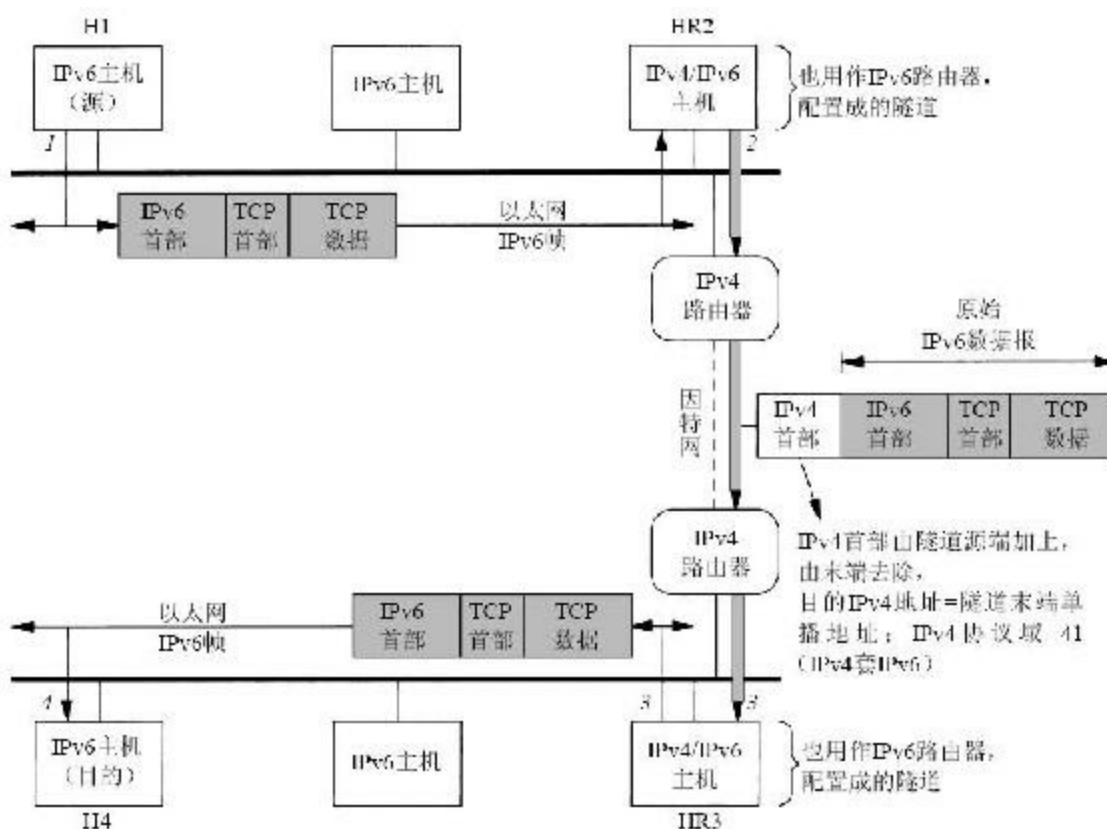 H1
HR2
IPv6主机
(源)
IPv6主机
IPv4/IPv6
主机
也用作IPv6路由器,
配置成的隧道
1
2
IPv6
首部
TCP
首部
TCP
数据
以太网
IPv6帧
IPv4
路由器
原始
IPv6数据报
因特网
IPv4
首部
IPv6
首部
TCP
首部
TCP
数据
IPv4
路由器
IPv4首部由隧道源端加上,
由末端去除,
目的IPv4地址=隧道末端单
播地址; IPv4协议域 41
(IPv4套IPv6)
以太网
IPv6帧
IPv6
首部
TCP
首部
TCP
数据
4
3
3
IPv6主机
(目的)
IPv6主机
IPv4/IPv6
主机
也用作IPv6路由器,
配置成的隧道
H4
HR3